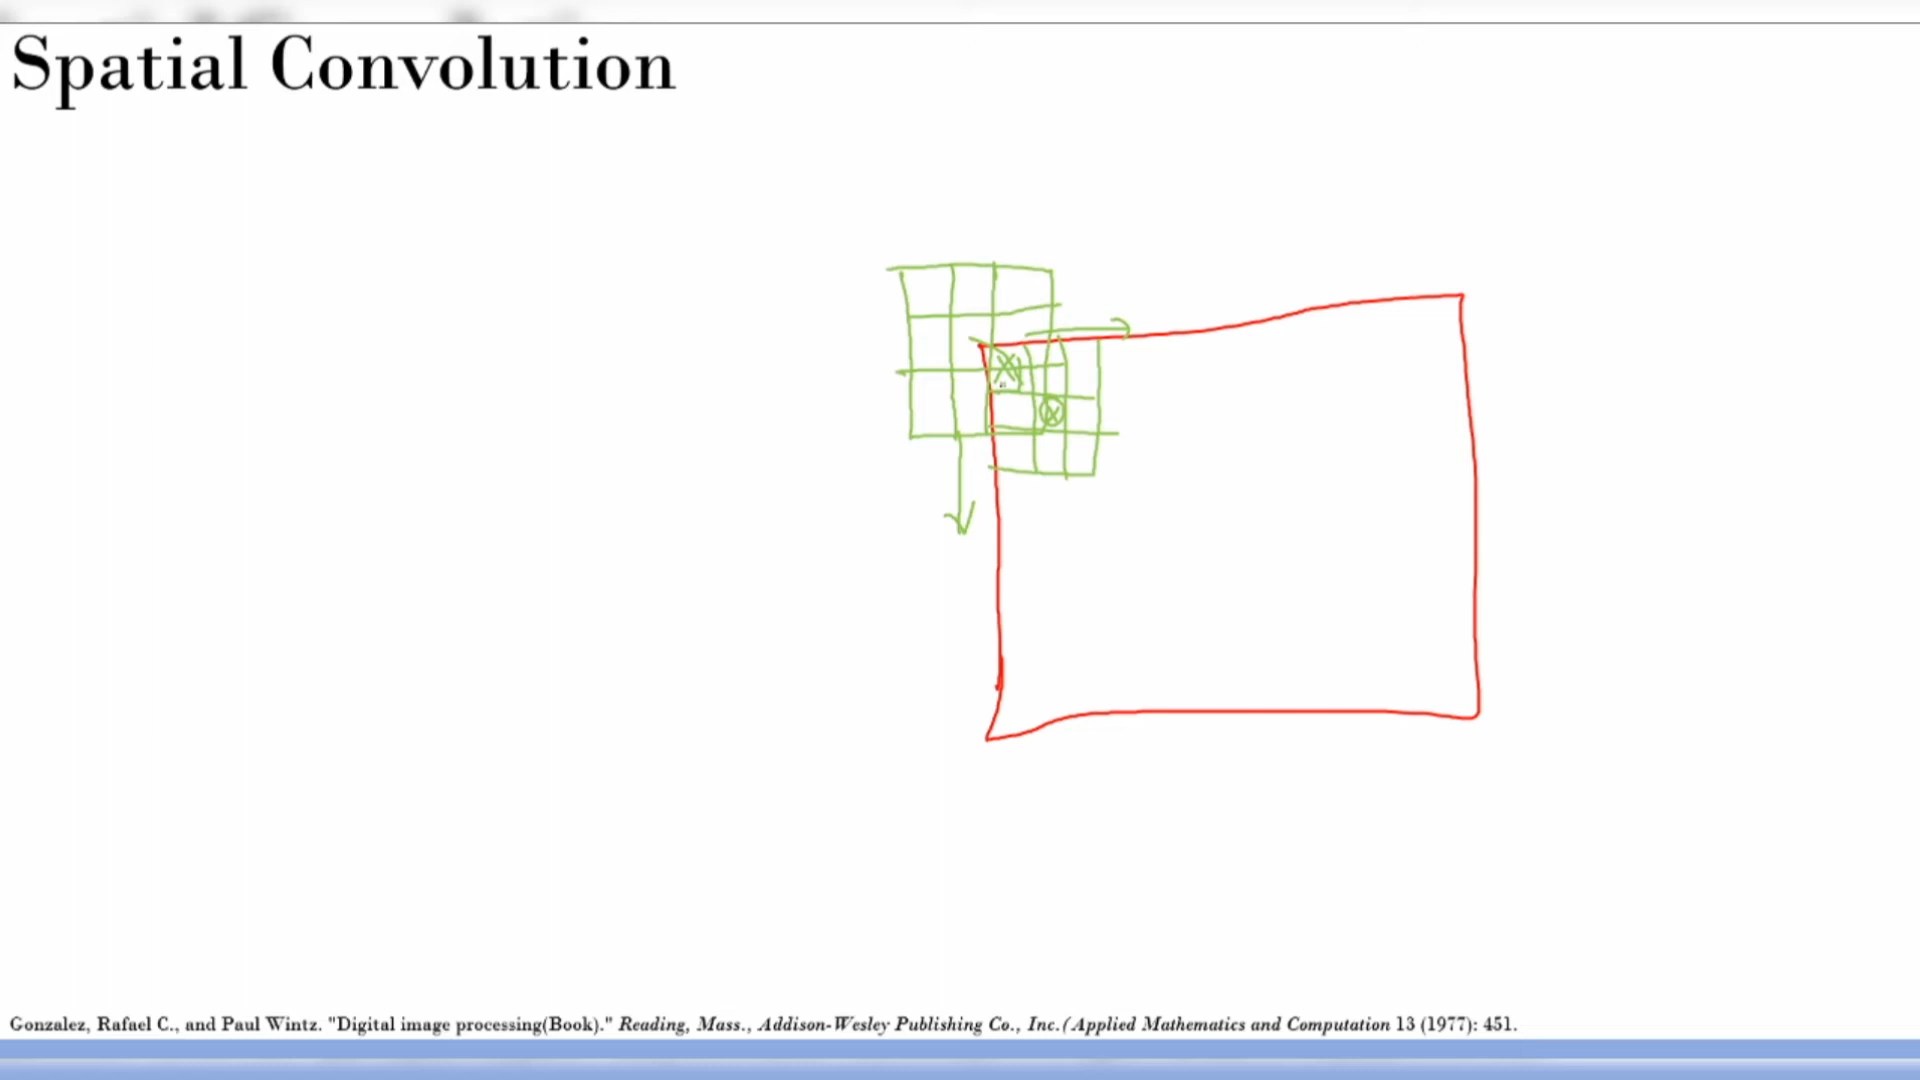 Spatial Convolution
Gonzalez, Rafael C., and Paul Wintz. "Digital image processing(Book)." Reading, Mass., Addison-Wesley Publishing Co., Inc.(Applied Mathematics and Computation 13 (1977): 451.